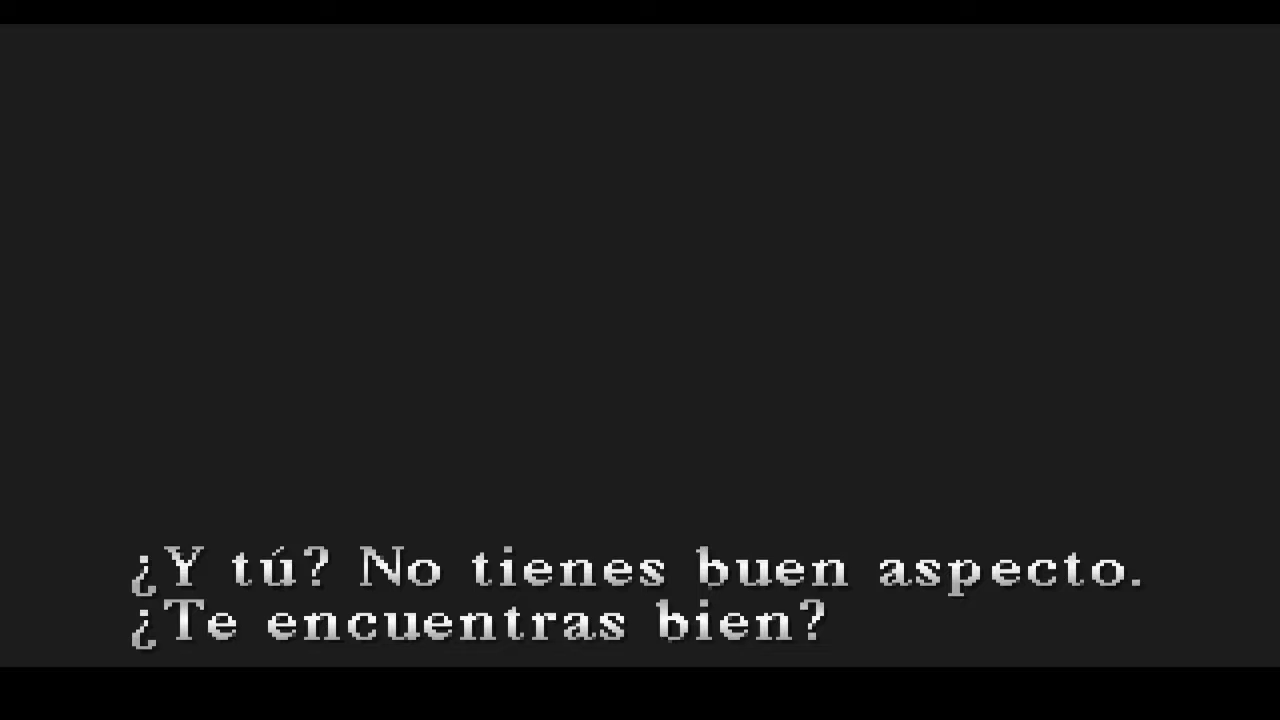 ¿Y tú? No tienes buen aspecto.
¿Te encuentras bien?